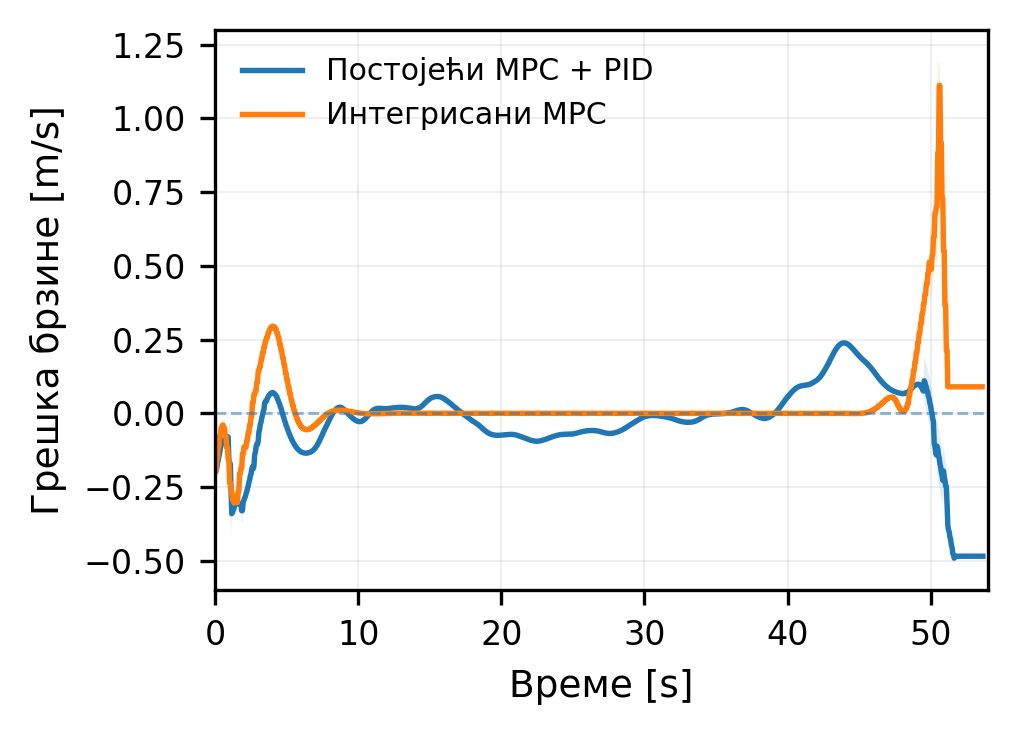 Постојећи MPC + PID
Интегрисани MPC
1.25
1.00
0.75
0.50
0.25
0.00
−0.25
−0.50
Грешка брзине [m/s]
0 10 20 30 40 50
Време [s]